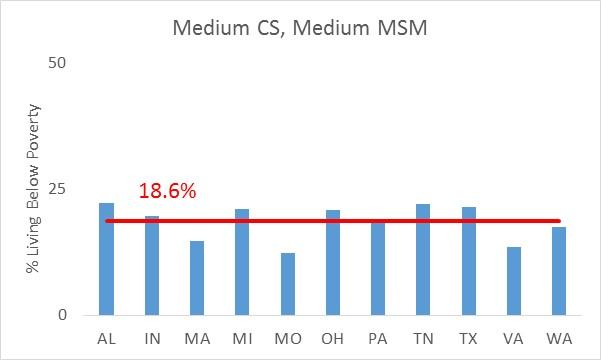 Medium CS, Medium MSM
% Living Below Poverty
50
25
0
18.6%
AL IN MA MI MO OH PA TN TX VA WA